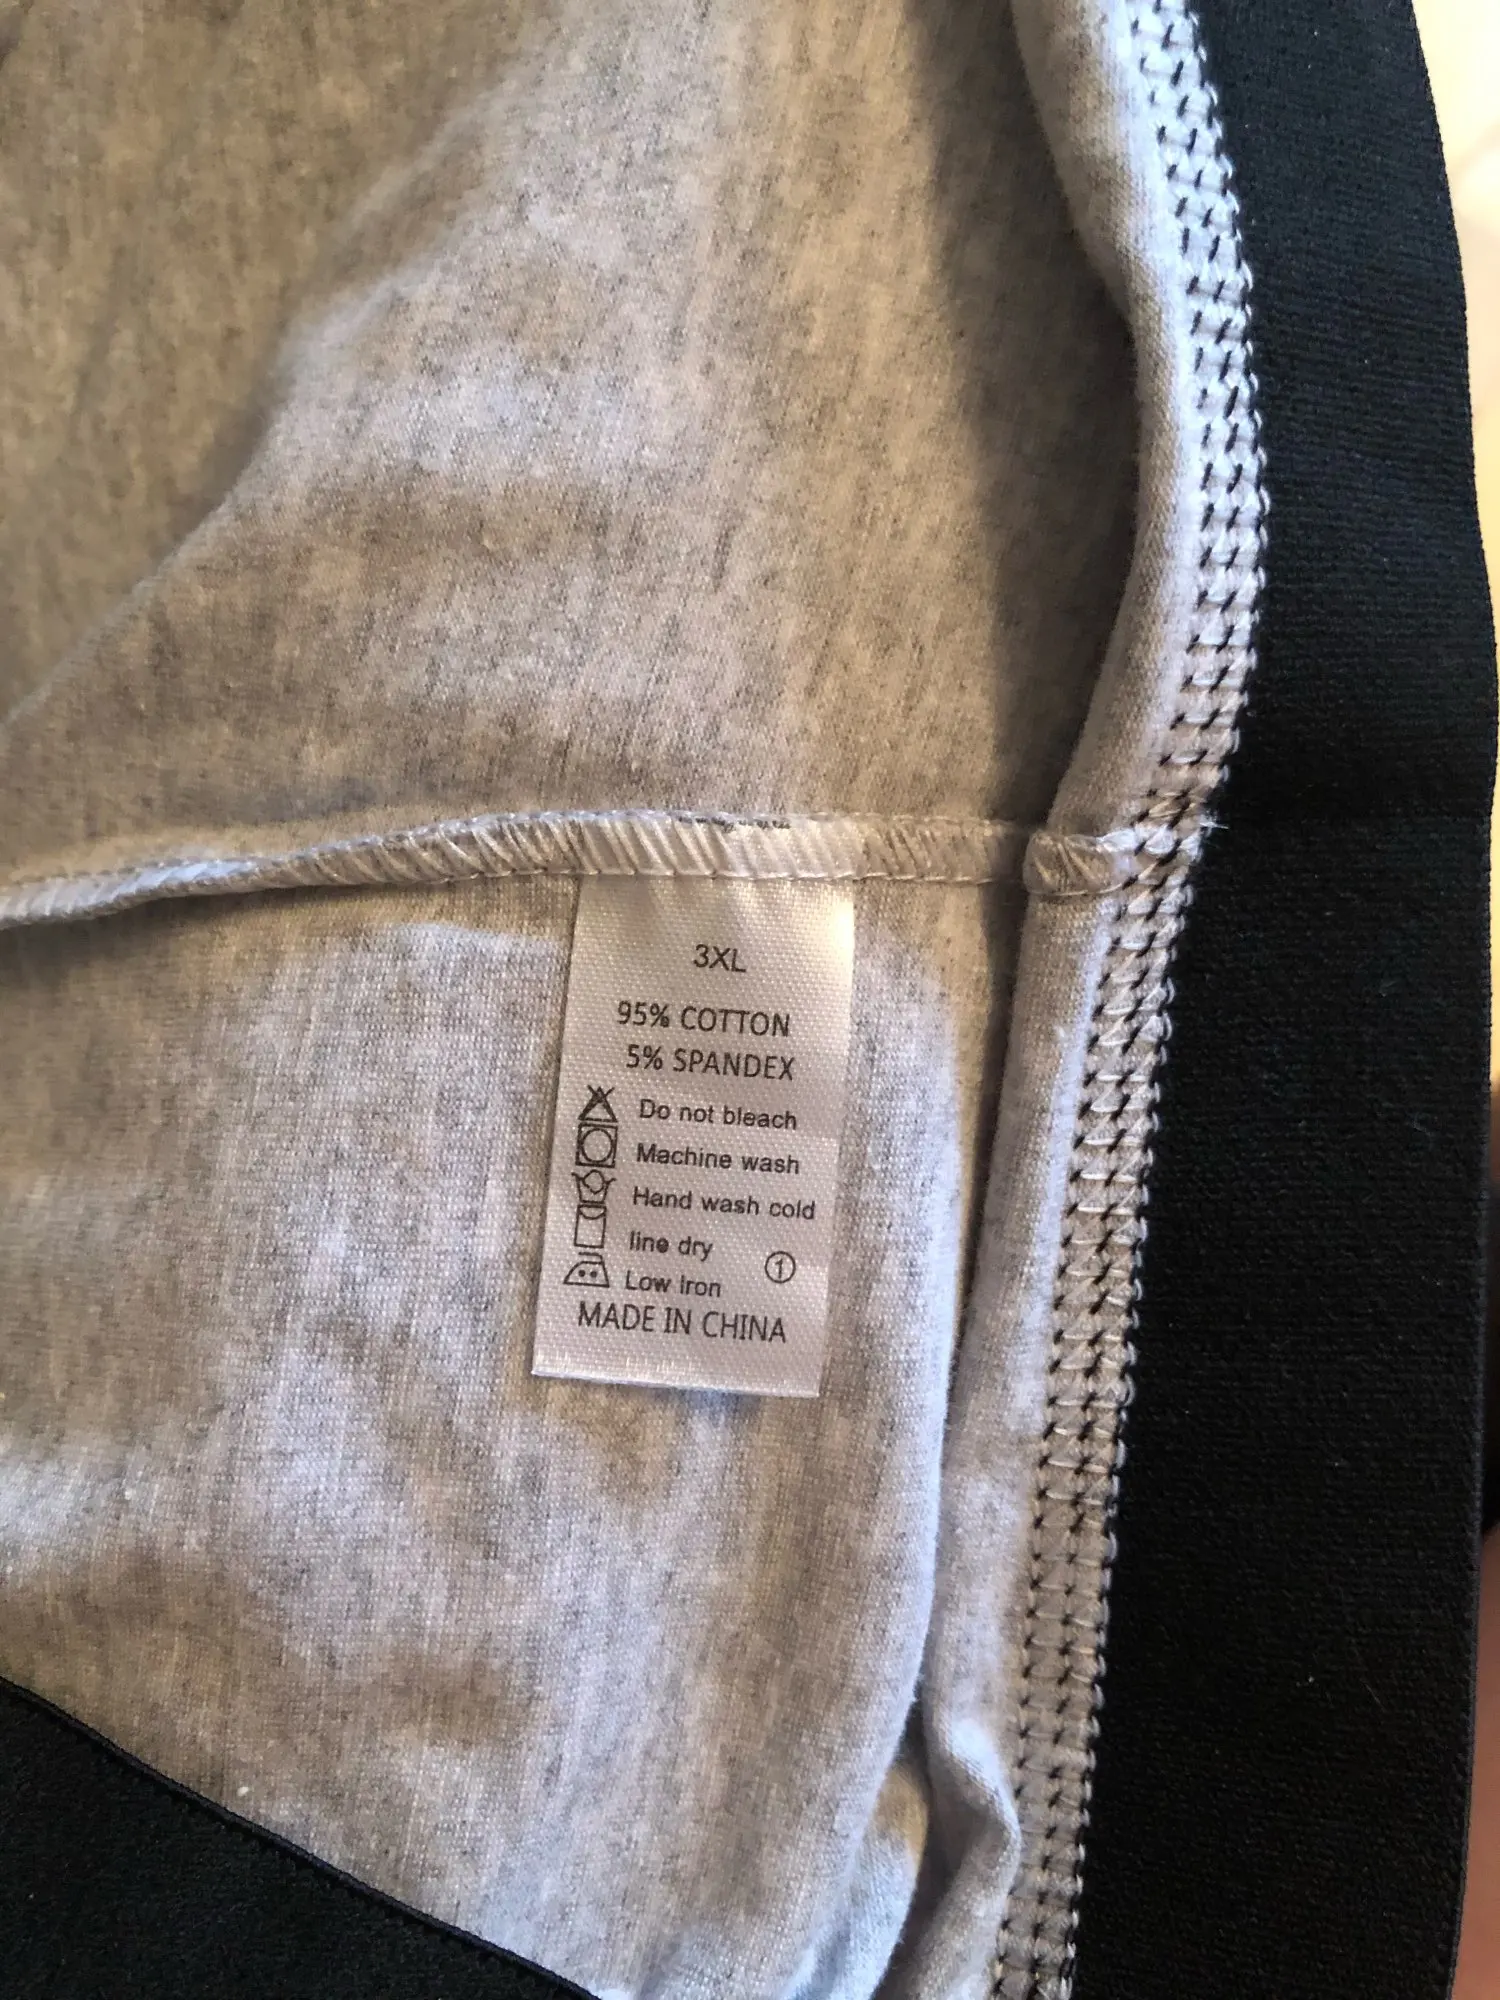 3XL
95% COTTON
5% SPANDEX
Do not bleach
Machine wash
Hand wash cold
line dry ①
Low Iron
MADE IN CHINA